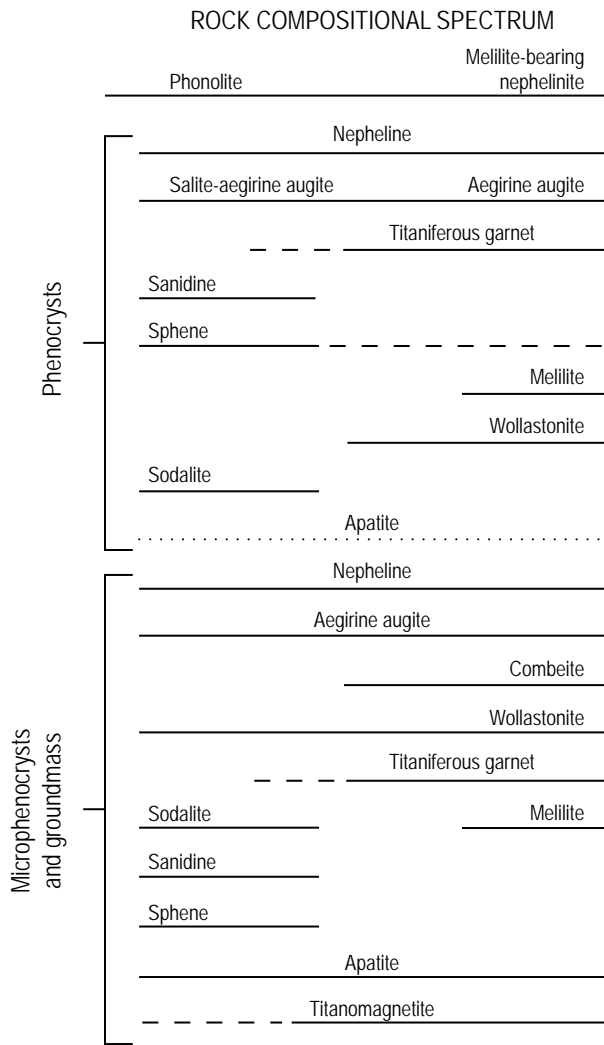 ROCK COMPOSITIONAL SPECTRUM
Melilite-bearing
Phonolite nephelinite
Phenocrysts
Nepheline
Salite-aegirine augite Aegirine augite
Titaniferous garnet
Sanidine
Sphene
Melilite
Wollastonite
Sodalite
Apatite
Microphenocrysts
and groundmass
Nepheline
Aegirine augite
Combeite
Wollastonite
Titaniferous garnet
Sodalite Melilite
Sanidine
Sphene
Apatite
Titanomagnetite